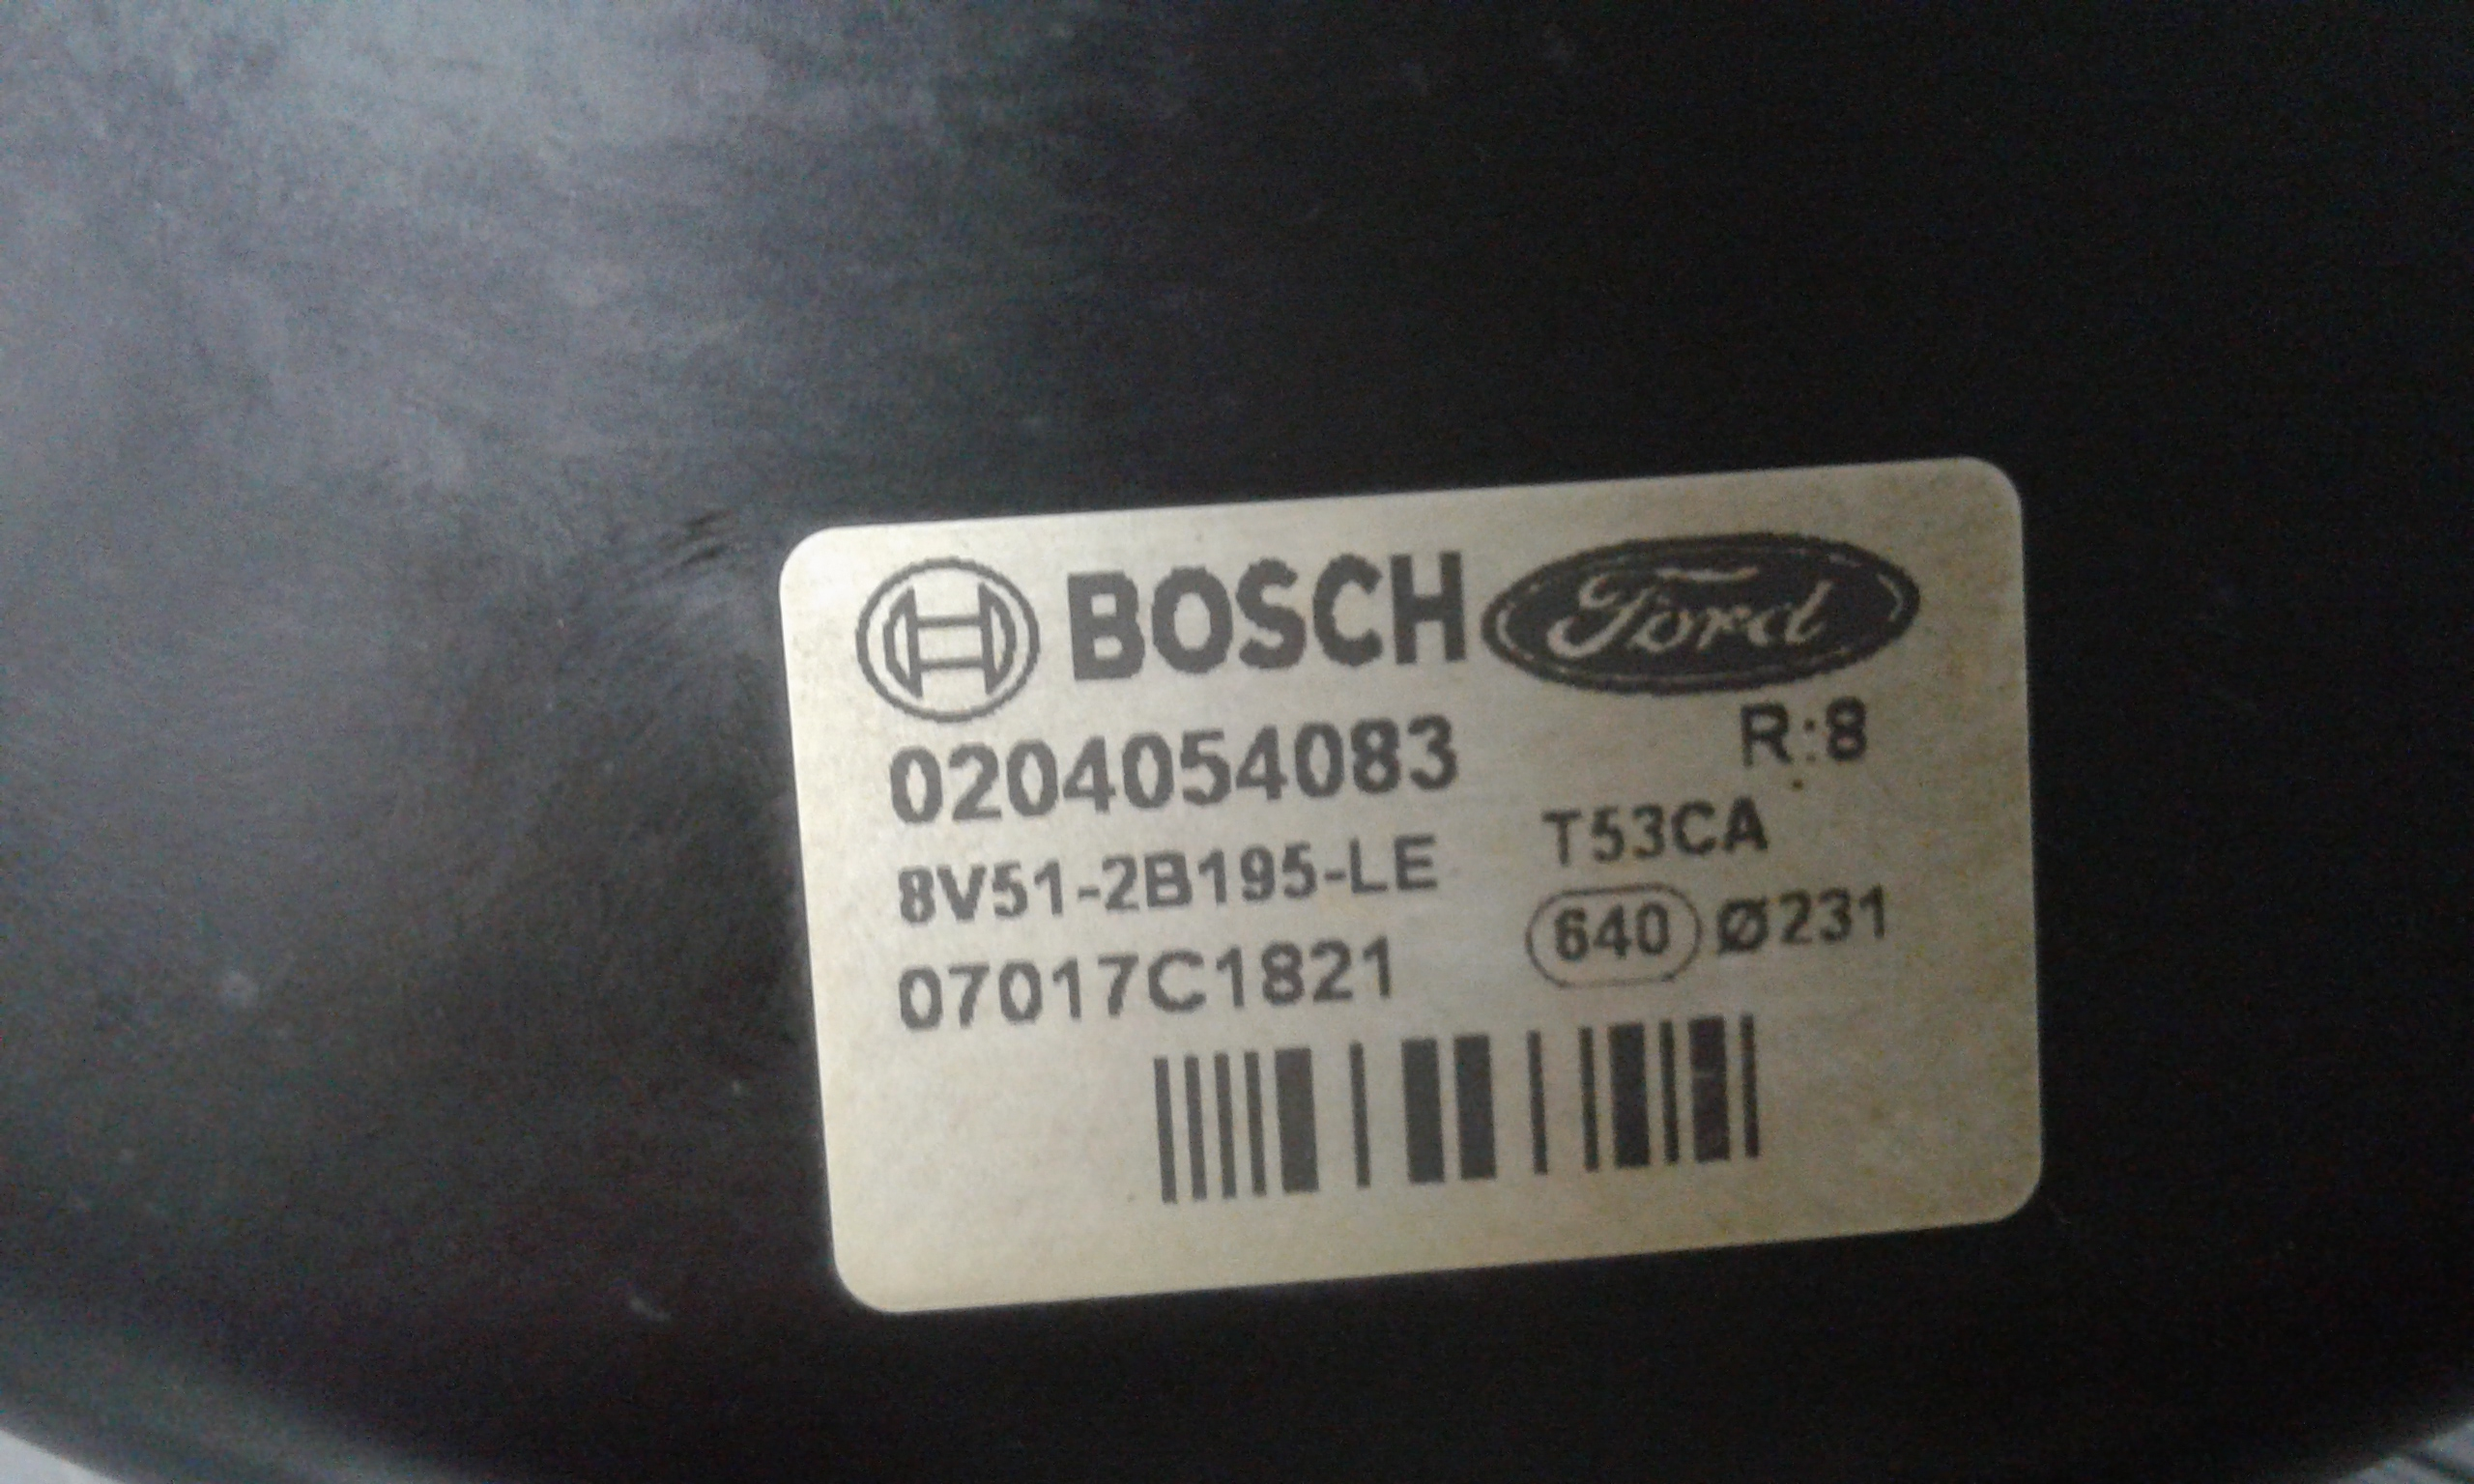 BOSCH Ford
0204054083 R:8
8V51-2B195-LE T53CA
07017C1821 640 Ø231